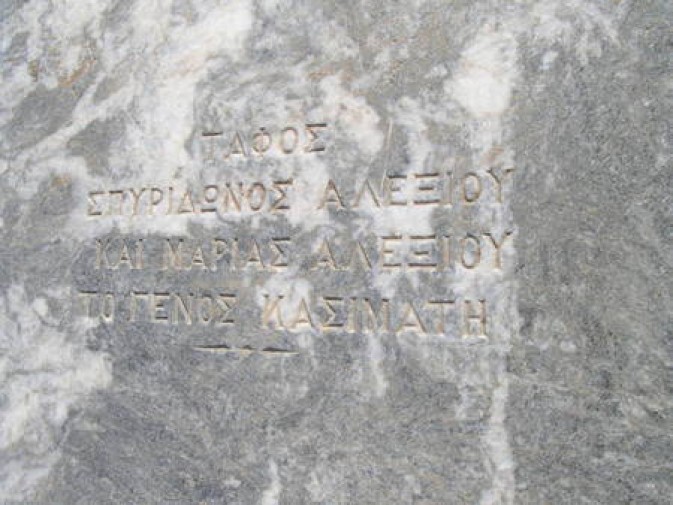 ΤΑΦΟΣ
ΣΠΥΡΙΔΩΝΟΣ ΑΛΕΞΙΟΥ
ΚΑΙ ΜΑΡΙΑΣ ΑΛΕΞΙΟΥ
ΤΟ ΓΕΝΟΣ ΚΑΣΙΜΑΤΗ